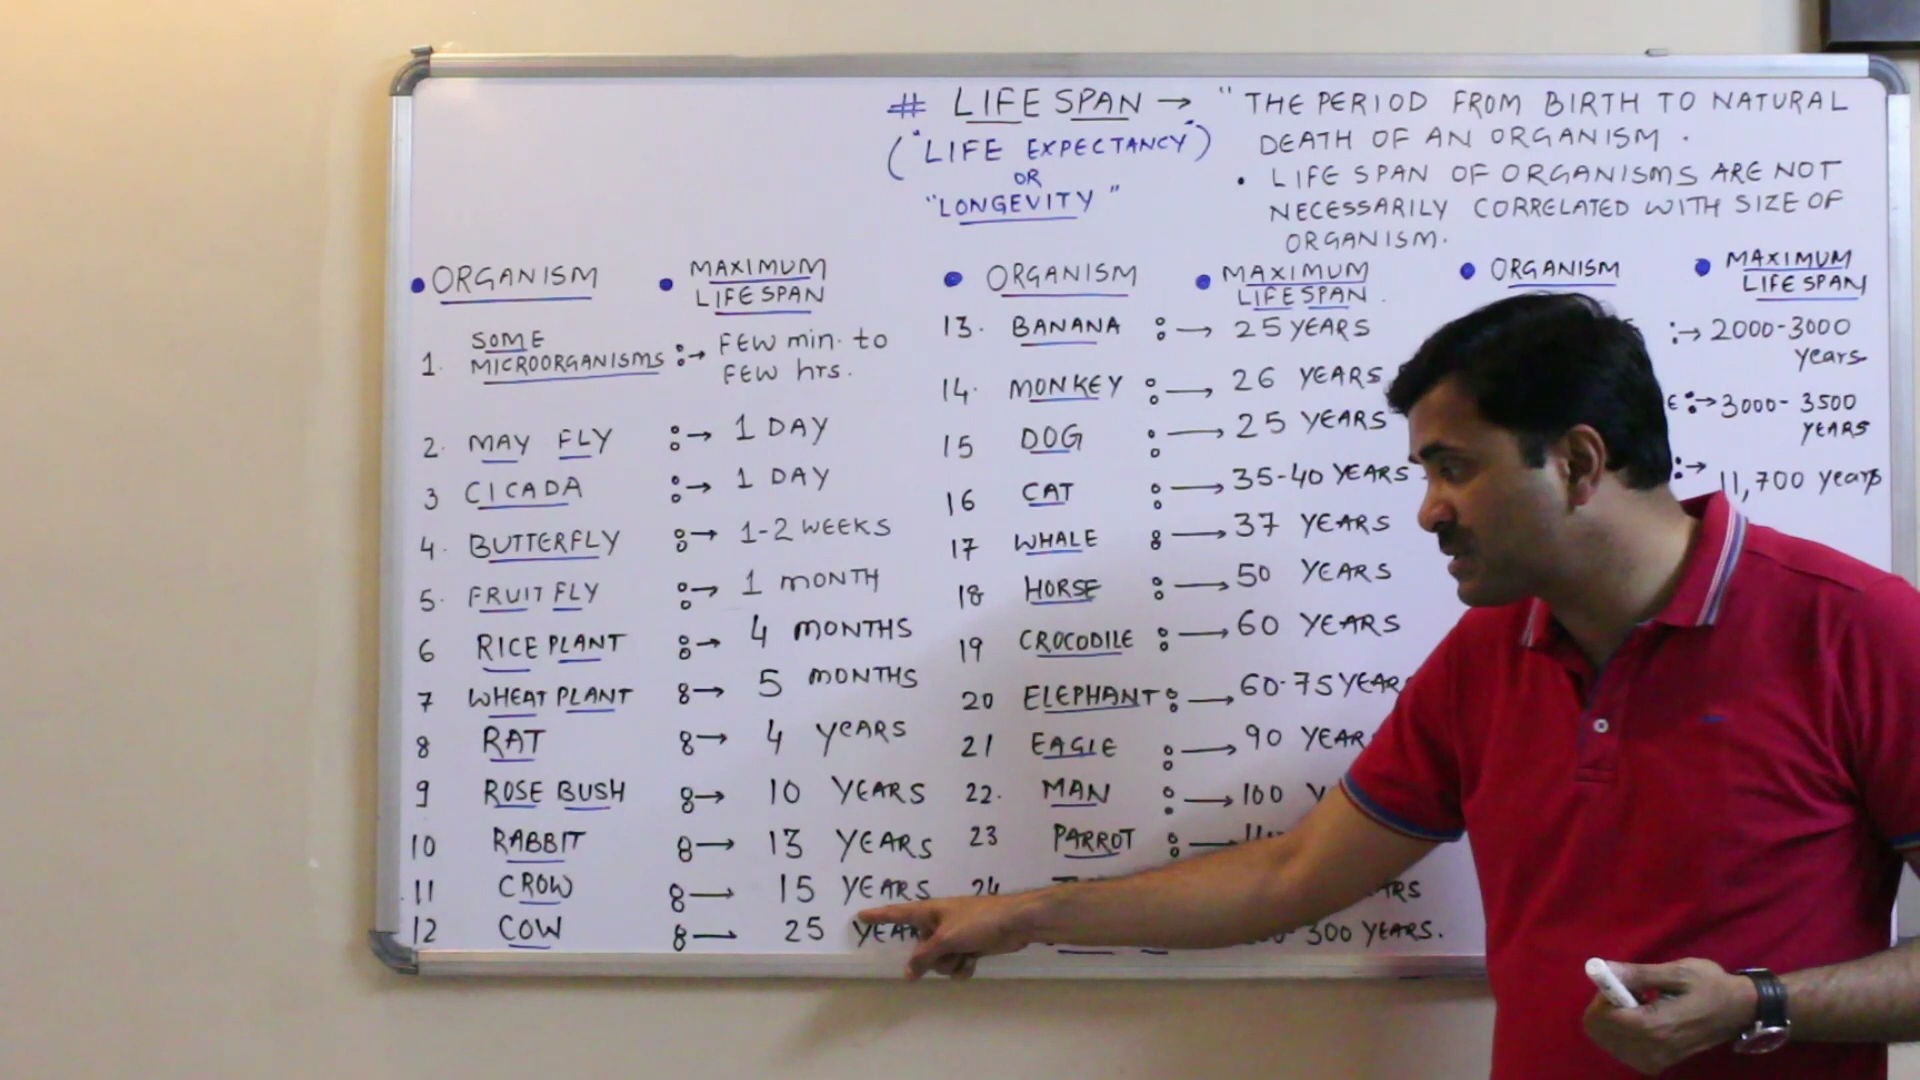 # LIFE SPAN → " THE PERIOD FROM BIRTH TO NATURAL
("LIFE EXPECTANCY") DEATH OF AN ORGANISM .
OR
"LONGEVITY"
• LIFE SPAN OF ORGANISMS ARE NOT
NECESSARILY CORRELATED WITH SIZE OF
ORGANISM.
• ORGANISM • MAXIMUM
LIFE SPAN
1. SOME
MICROORGANISMS :→ FEW min. to
FEW hrs.
2. MAY FLY :→ 1 DAY
3 CICADA :→ 1 DAY
4. BUTTERFLY :→ 1-2 WEEKS
5. FRUIT FLY :→ 1 MONTH
6 RICE PLANT :→ 4 MONTHS
7 WHEAT PLANT :→ 5 MONTHS
8 RAT :→ 4 YEARS
9 ROSE BUSH :→ 10 YEARS
10 RABBIT :→ 13 YEARS
11 CROW :→ 15 YEARS
12 COW :→ 25 YEAR
• ORGANISM • MAXIMUM
LIFE SPAN .
13. BANANA :→ 25 YEARS
14. MONKEY :→ 26 YEARS
15 DOG :→ 25 YEARS
16 CAT :→ 35-40 YEARS
17 WHALE :→ 37 YEARS
18 HORSE :→ 50 YEARS
19 CROCODILE :→ 60 YEARS
20 ELEPHANT :→ 60-75 YEARS
21 EAGLE :→ 90 YEAR
22. MAN :→ 100
23 PARROT :→
24
300 YEARS.
• ORGANISM • MAXIMUM
LIFE SPAN
:→ 2000-3000
years
:→ 3000-3500
YEARS
:→ 11,700 years